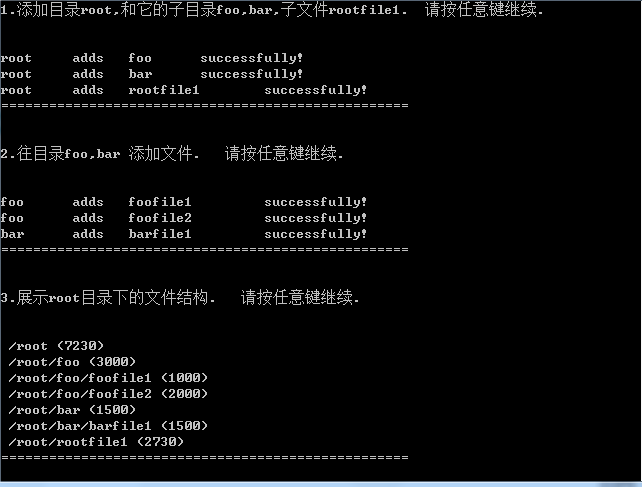 1.添加目录root,和它的子目录foo,bar,子文件rootfile1. 请按任意键继续.
root adds foo successfully!
root adds bar successfully!
root adds rootfile1 successfully!
===================================================
2.往目录foo,bar 添加文件. 请按任意键继续.
foo adds foofile1 successfully!
foo adds foofile2 successfully!
bar adds barfile1 successfully!
===================================================
3.展示root目录下的文件结构. 请按任意键继续.
/root (7230)
/root/foo (3000)
/root/foo/foofile1 (1000)
/root/foo/foofile2 (2000)
/root/bar (1500)
/root/bar/barfile1 (1500)
/root/rootfile1 (2730)
===================================================